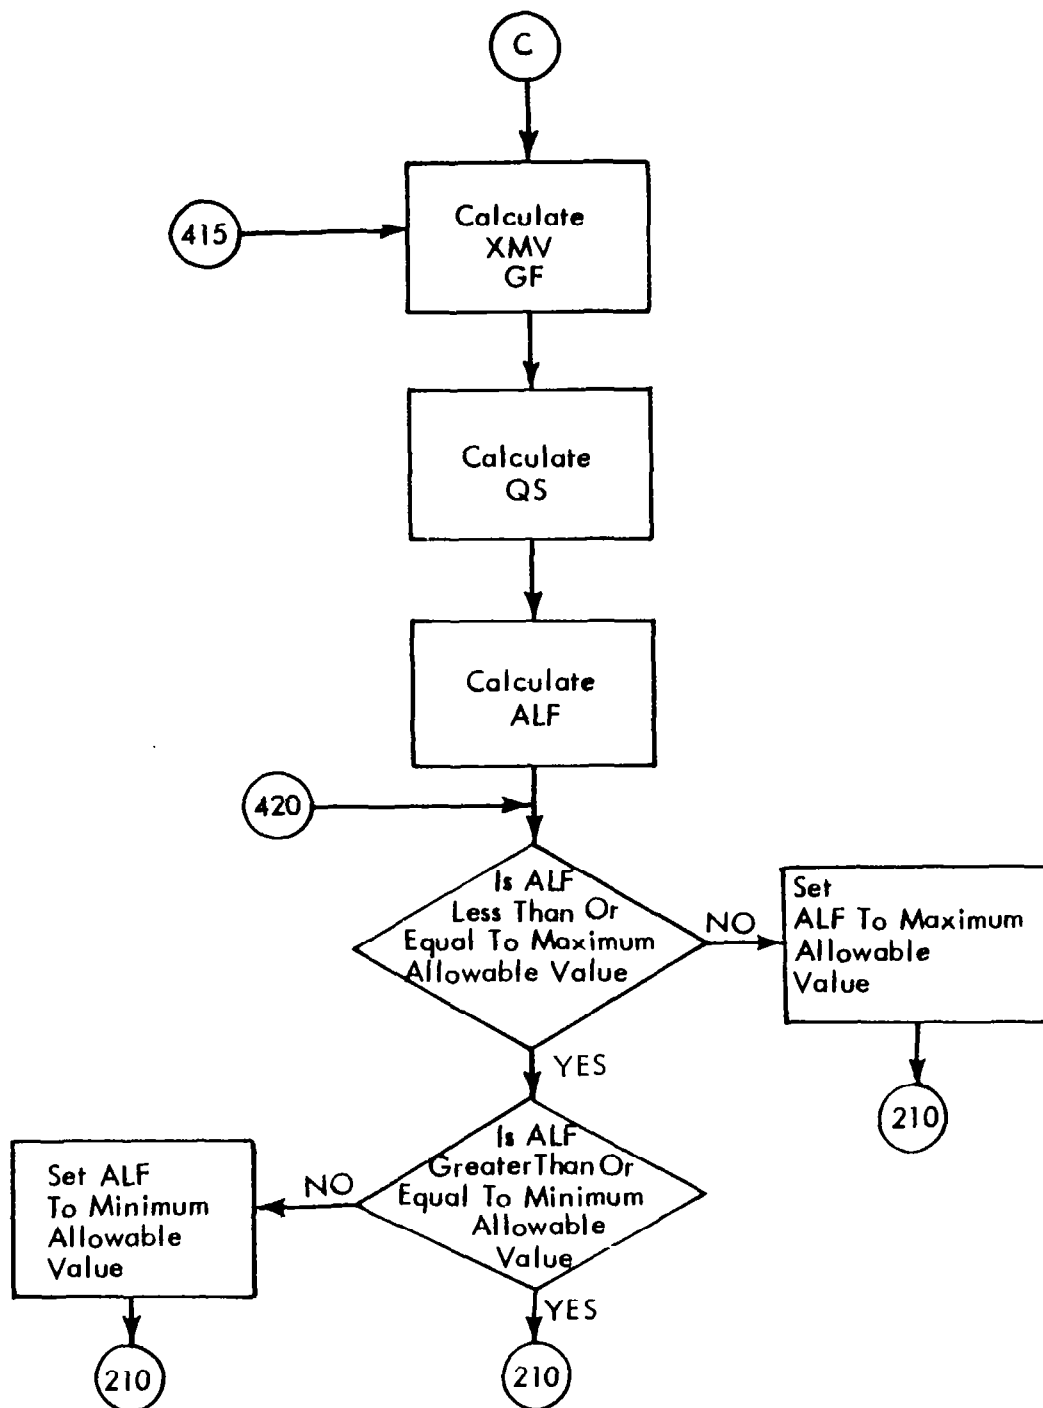 C
415
Calculate
XMV
GF
Calculate
QS
Calculate
ALF
420
Is ALF
Less Than Or
Equal To Maximum
Allowable Value
NO
Set
ALF To Maximum
Allowable
Value
YES
210
Is ALF
Greater Than Or
Equal To Minimum
Allowable
Value
NO
Set ALF
To Minimum
Allowable
Value
YES
210
210